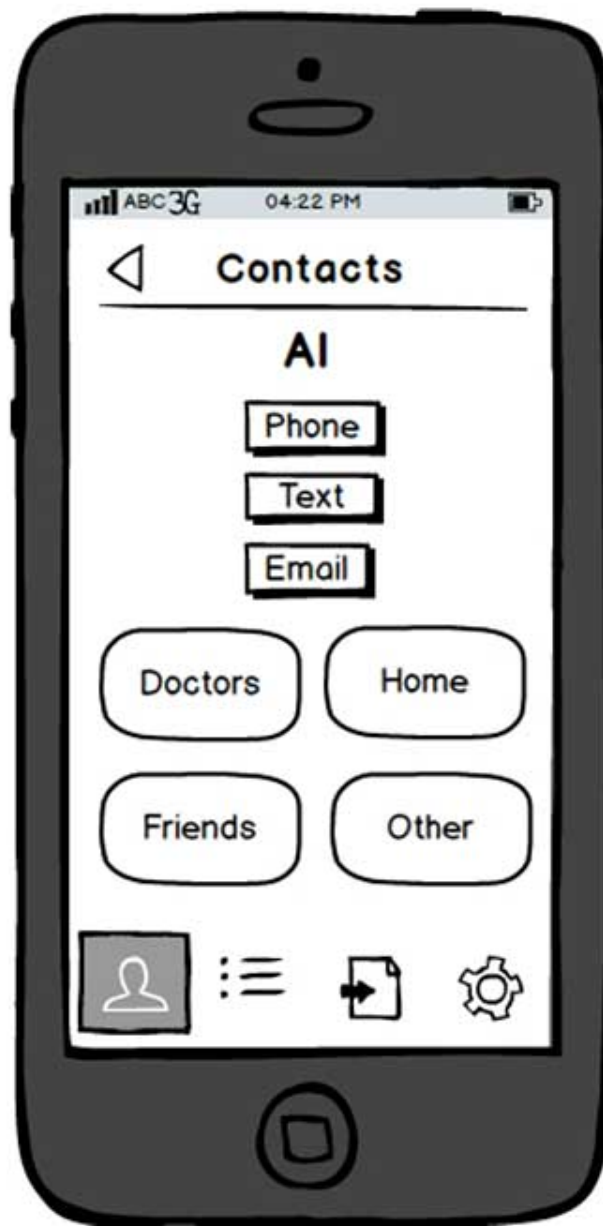 ABC 3G 04:22 PM
Contacts
Al
Phone
Text
Email
Doctors Home
Friends Other